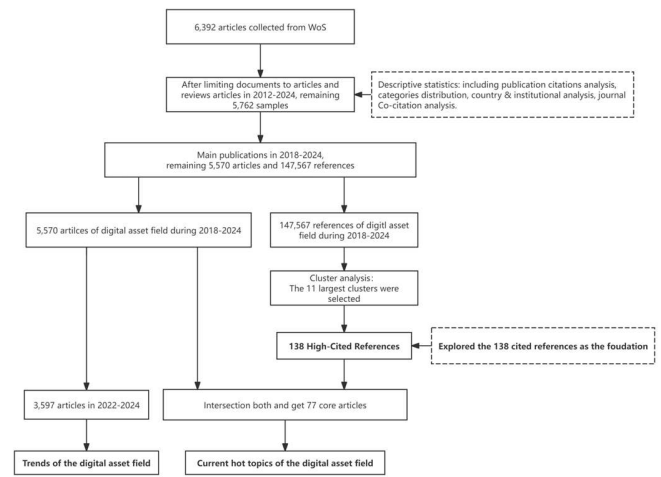 6,392 articles collected from WoS
After limiting documents to articles and
reviews articles in 2012-2024, remaining
5,762 samples
Descriptive statistics: including publication citations analysis,
categories distribution, country & institutional analysis, journal
Co-citation analysis.
Main publications in 2018-2024,
remaining 5,570 articles and 147,567 references
5,570 artilces of digital asset field during 2018-2024
147,567 references of digitl asset
field during 2018-2024
Cluster analysis:
The 11 largest clusters were
selected
138 High-Cited References
Explored the 138 cited references as the foudation
3,597 articles in 2022-2024
Intersection both and get 77 core articles
Trends of the digital asset field
Current hot topics of the digital asset field